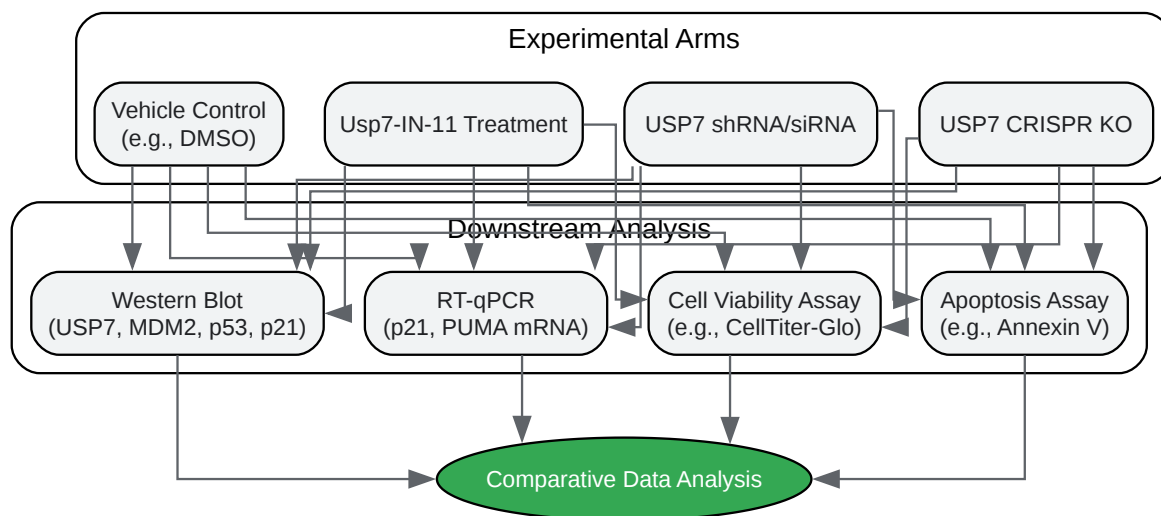 Experimental Arms
Vehicle Control
(e.g., DMSO)
Usp7-IN-11 Treatment
USP7 shRNA/siRNA
USP7 CRISPR KO
Downstream Analysis
Western Blot
(USP7, MDM2, p53, p21)
RT-qPCR
(p21, PUMA mRNA)
Cell Viability Assay
(e.g., CellTiter-Glo)
Apoptosis Assay
(e.g., Annexin V)
Comparative Data Analysis